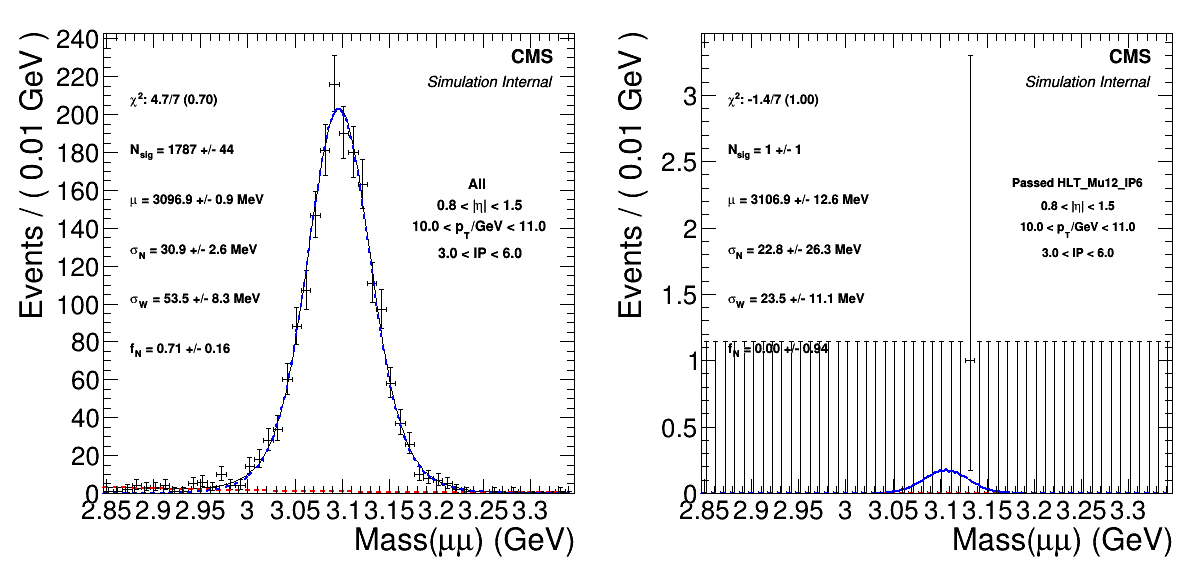 CMS
Simulation Internal
χ²: 4.7/7 (0.70)
N_sig = 1787 +/- 44
μ = 3096.9 +/- 0.9 MeV
σ_N = 30.9 +/- 2.6 MeV
σ_W = 53.5 +/- 8.3 MeV
f_N = 0.71 +/- 0.16
All
0.8 < |η| < 1.5
10.0 < p_T/GeV < 11.0
3.0 < IP < 6.0
Events / ( 0.01 GeV )
240
220
200
180
160
140
120
100
80
60
40
20
0
2.85 2.9 2.95 3 3.05 3.1 3.15 3.2 3.25 3.3
Mass(μμ) (GeV)
CMS
Simulation Internal
χ²: -1.4/7 (1.00)
N_sig = 1 +/- 1
μ = 3106.9 +/- 12.6 MeV
σ_N = 22.8 +/- 26.3 MeV
σ_W = 23.5 +/- 11.1 MeV
f_N = 0.00 +/- 0.94
Passed HLT_Mu12_IP6
0.8 < |η| < 1.5
10.0 < p_T/GeV < 11.0
3.0 < IP < 6.0
Events / ( 0.01 GeV )
3
2.5
2
1.5
1
0.5
0
2.85 2.9 2.95 3 3.05 3.1 3.15 3.2 3.25 3.3
Mass(μμ) (GeV)